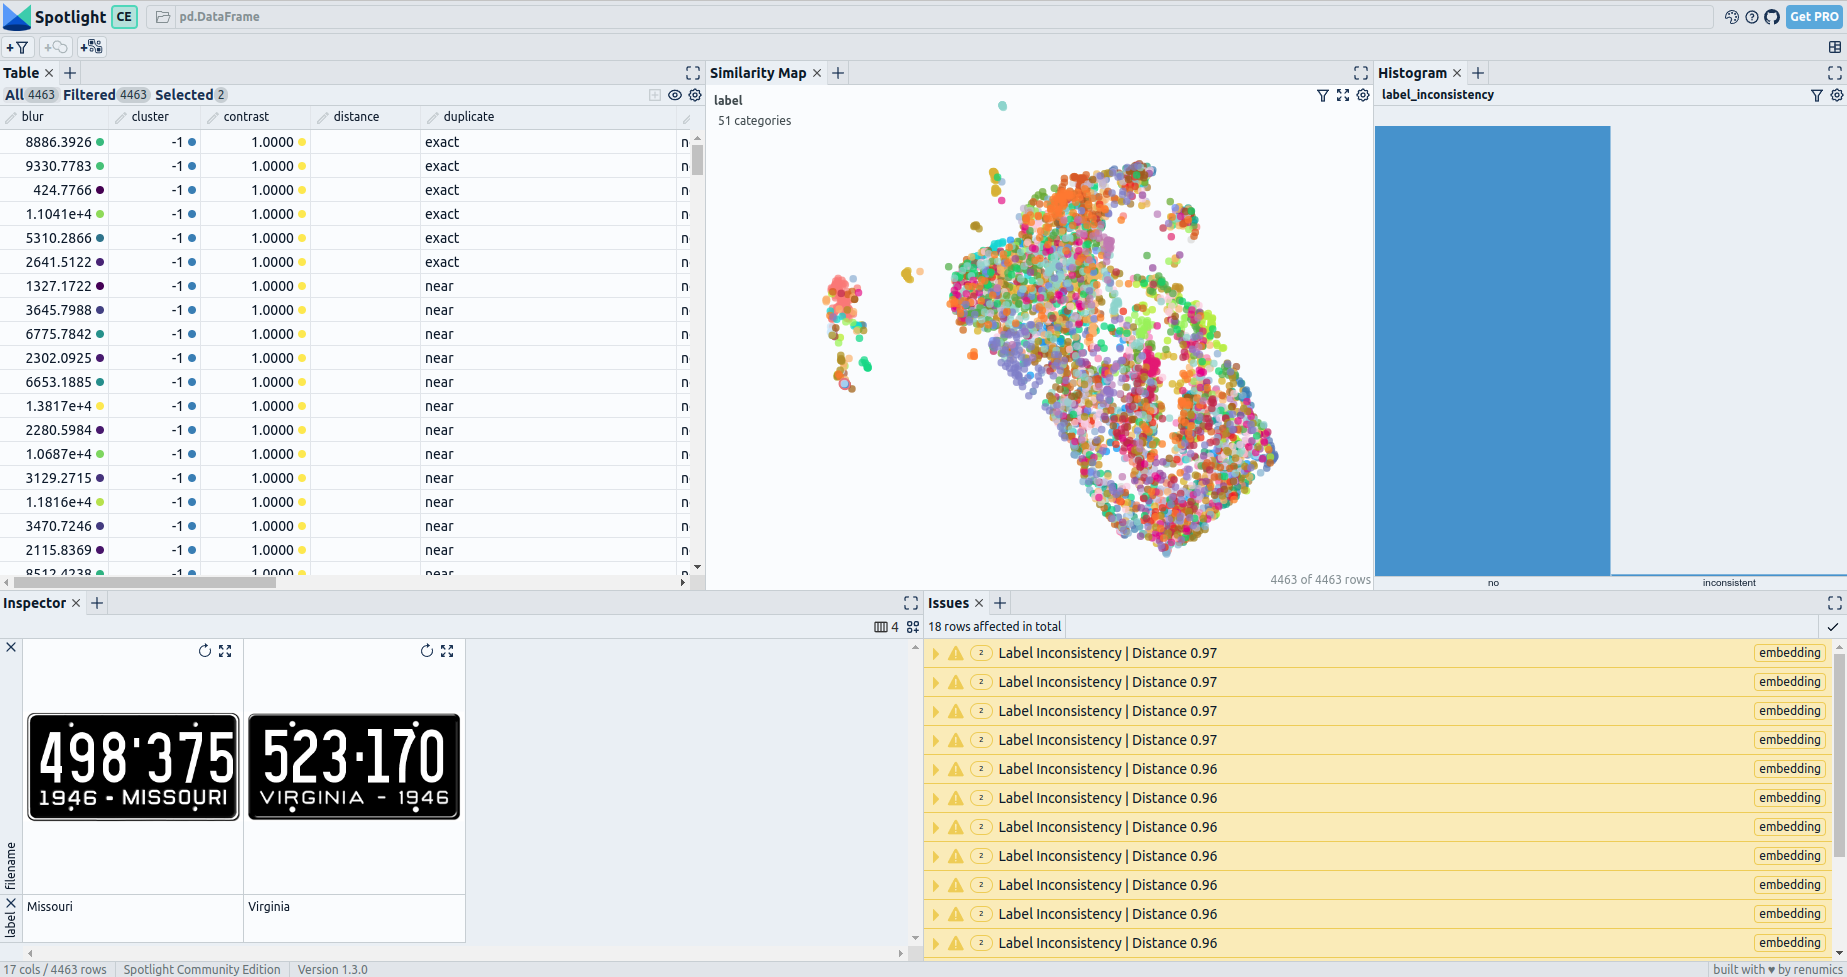 Spotlight CE pd.DataFrame Get PRO
Table
All 4463 Filtered 4463 Selected 2
blur cluster contrast distance duplicate
8886.3926 -1 1.0000 exact n
9330.7783 -1 1.0000 exact n
424.7766 -1 1.0000 exact n
1.1041e+4 -1 1.0000 exact n
5310.2866 -1 1.0000 exact n
2641.5122 -1 1.0000 exact n
1327.1722 -1 1.0000 near n
3645.7988 -1 1.0000 near n
6775.7842 -1 1.0000 near n
2302.0925 -1 1.0000 near n
6653.1885 -1 1.0000 near n
1.3817e+4 -1 1.0000 near n
2280.5984 -1 1.0000 near n
1.0687e+4 -1 1.0000 near n
3129.2715 -1 1.0000 near n
1.1816e+4 -1 1.0000 near n
3470.7246 -1 1.0000 near n
2115.8369 -1 1.0000 near n
8512.4238 -1 1.0000 near n
Similarity Map
label
51 categories
4463 of 4463 rows
Histogram
label_inconsistency
no inconsistent
Inspector
4
filename
498·375
1946 - MISSOURI
523·170
VIRGINIA - 1946
label
Missouri
Virginia
Issues
18 rows affected in total
2 Label Inconsistency | Distance 0.97 embedding
2 Label Inconsistency | Distance 0.97 embedding
2 Label Inconsistency | Distance 0.97 embedding
2 Label Inconsistency | Distance 0.97 embedding
2 Label Inconsistency | Distance 0.96 embedding
2 Label Inconsistency | Distance 0.96 embedding
2 Label Inconsistency | Distance 0.96 embedding
2 Label Inconsistency | Distance 0.96 embedding
2 Label Inconsistency | Distance 0.96 embedding
2 Label Inconsistency | Distance 0.96 embedding
2 Label Inconsistency | Distance 0.96 embedding
17 cols / 4463 rows Spotlight Community Edition Version 1.3.0 built with ♥ by renumics